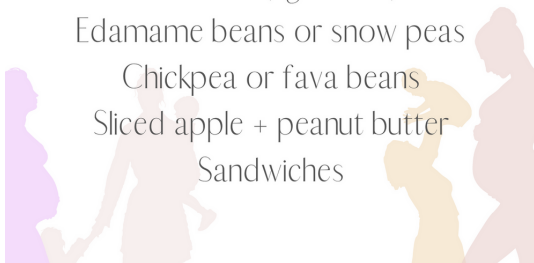 Edamame beans or snow peas
Chickpea or fava beans
Sliced apple + peanut butter
Sandwiches